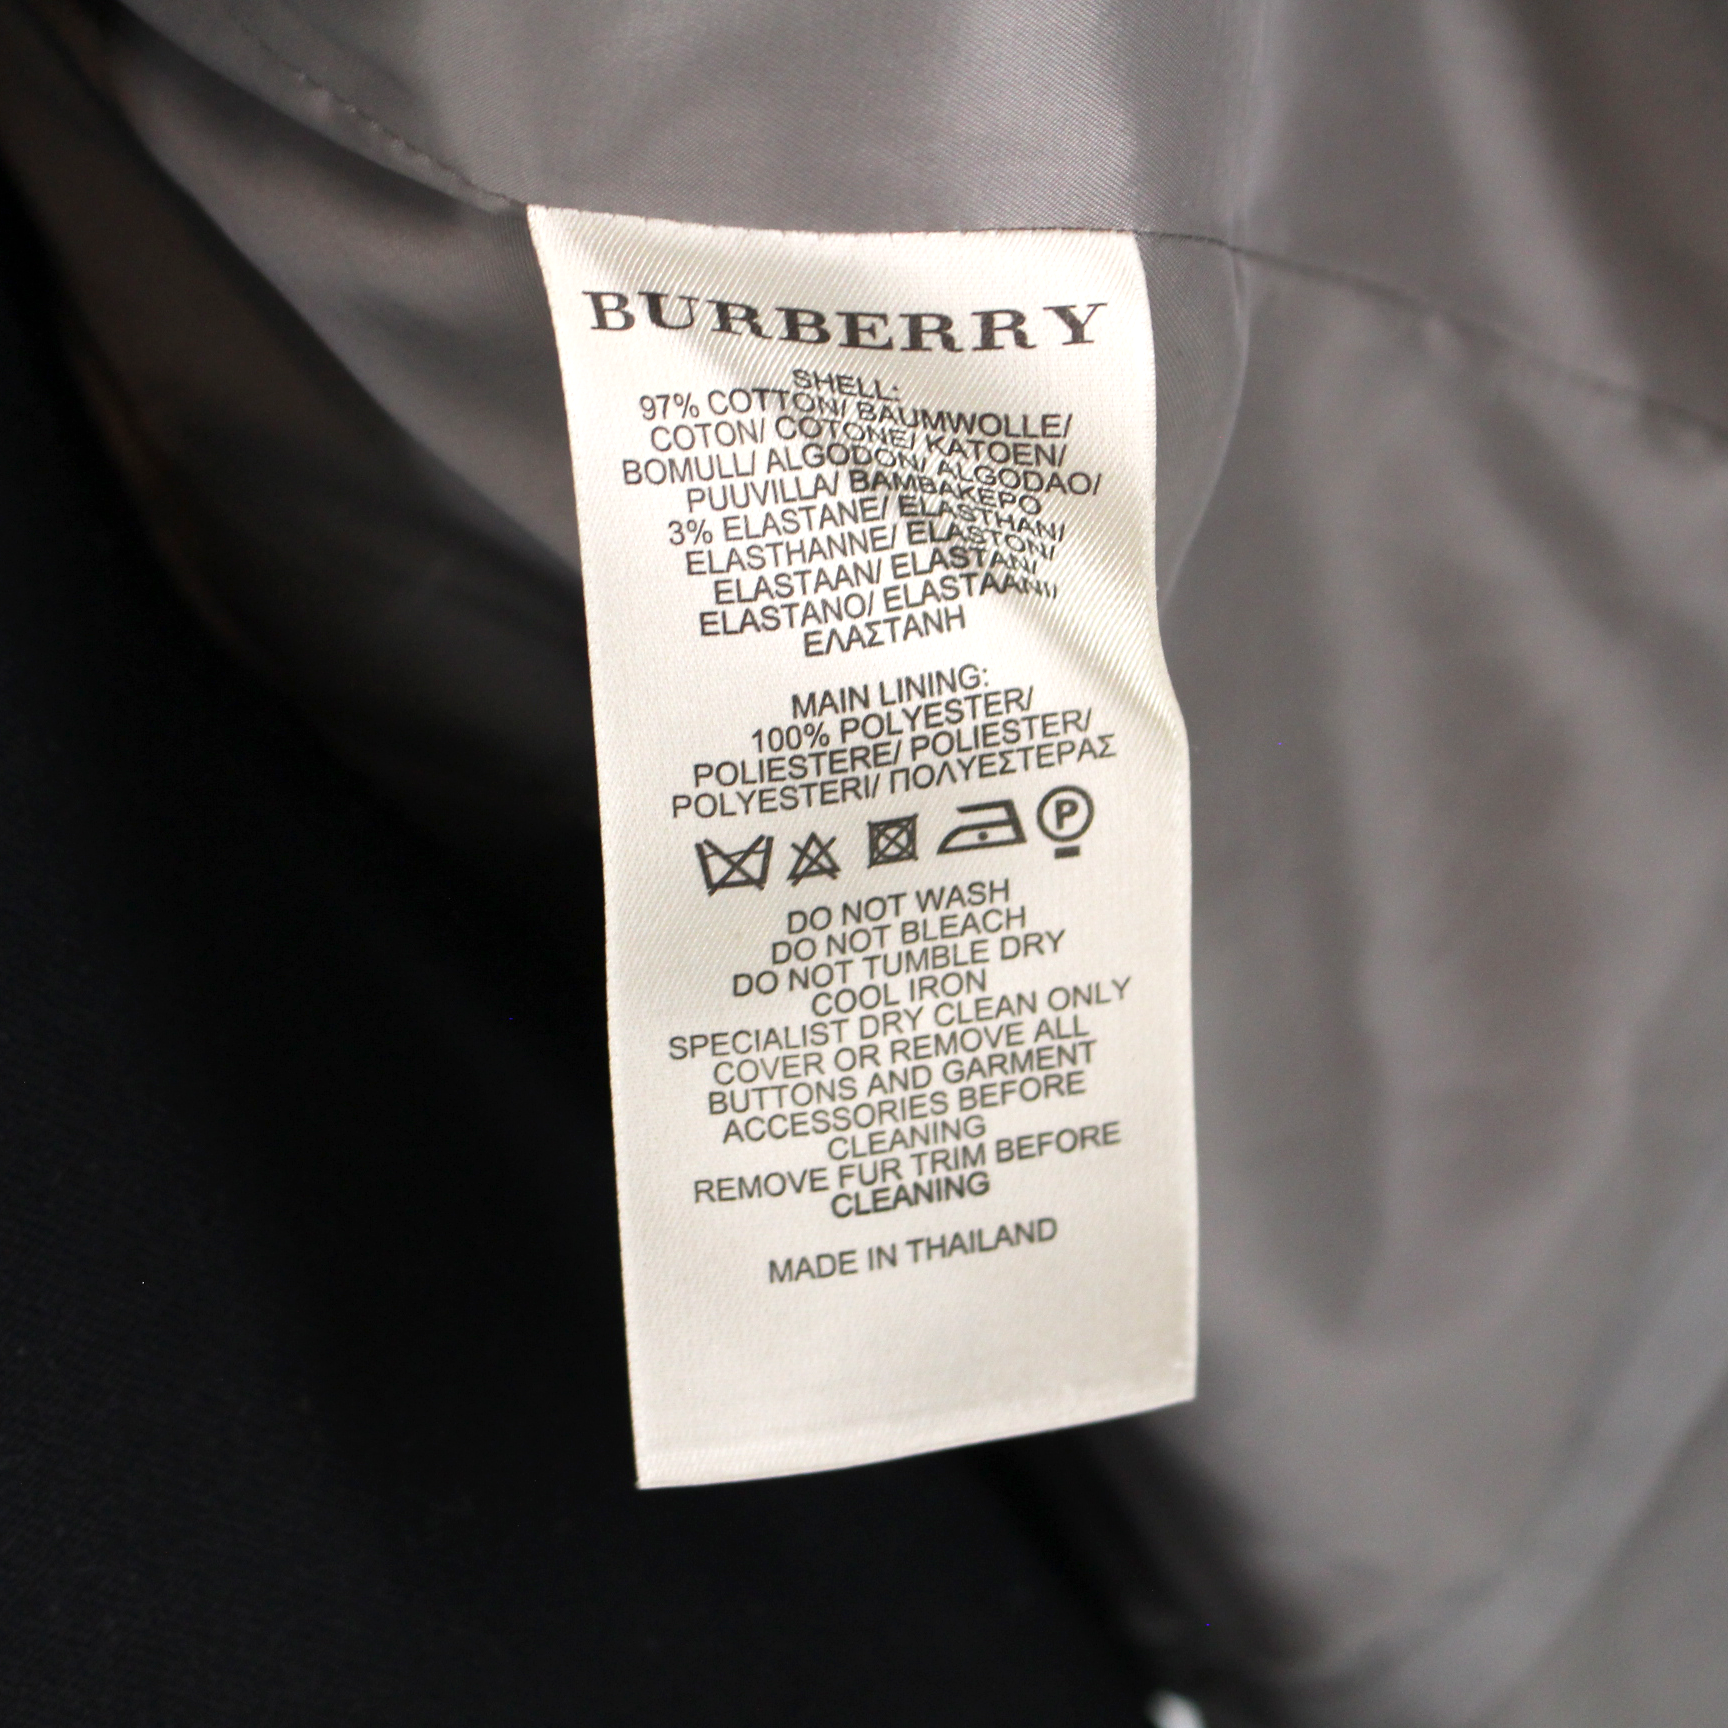 BURBERRY
SHELL:
97% COTTON/ BAUMWOLLE/
COTON/ COTONE/ KATOEN/
BOMULL/ ALGODON/ ALGODAO/
PUUVILLA/ ΒΑΜΒΑΚΕΡΟ
3% ELASTANE/ ELASTHAN/
ELASTHANNE/ ELASTON/
ELASTAAN/ ELASTAN/
ELASTANO/ ELASTAANI/
ΕΛΑΣΤΑΝΗ
MAIN LINING:
100% POLYESTER/
POLIESTERE/ POLIESTER/
POLYESTERI/ ΠΟΛΥΕΣΤΕΡΑΣ
P
DO NOT WASH
DO NOT BLEACH
DO NOT TUMBLE DRY
COOL IRON
SPECIALIST DRY CLEAN ONLY
COVER OR REMOVE ALL
BUTTONS AND GARMENT
ACCESSORIES BEFORE
CLEANING
REMOVE FUR TRIM BEFORE
CLEANING
MADE IN THAILAND